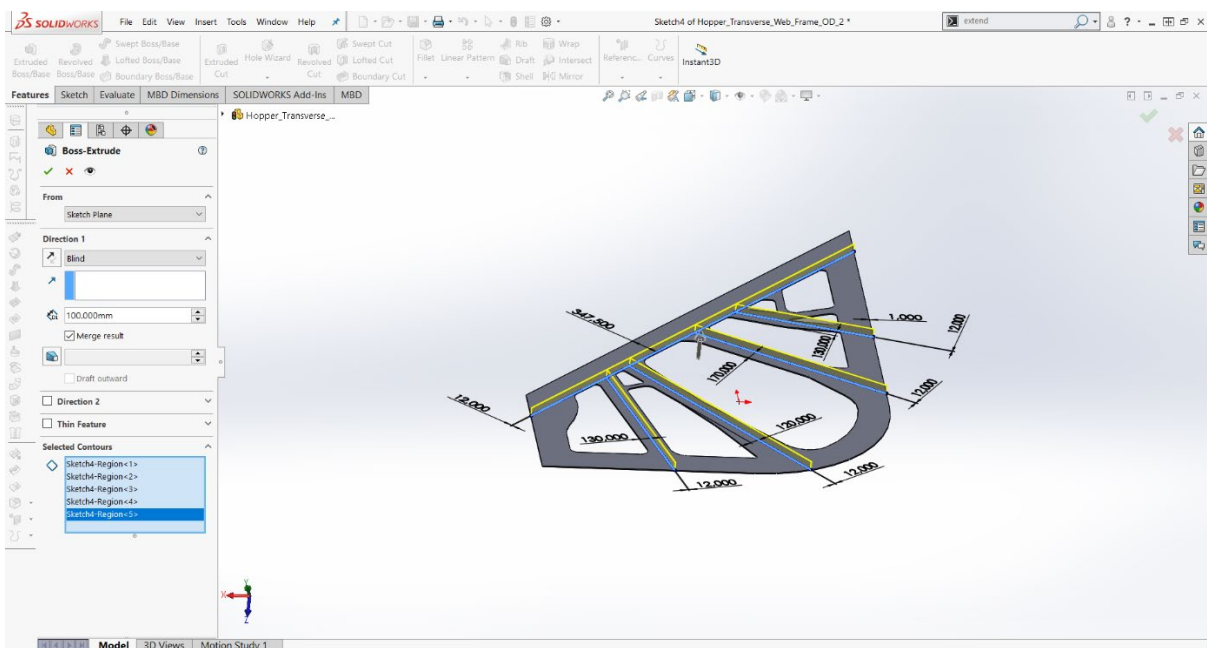 SOLIDWORKS File Edit View Insert Tools Window Help Sketch4 of Hopper_Transverse_Web_Frame_OD_2 * extend ?
Extruded Boss/Base Revolved Boss/Base Swept Boss/Base Lofted Boss/Base Boundary Boss/Base Extruded Cut Hole Wizard Revolved Cut Swept Cut Lofted Cut Boundary Cut Fillet Linear Pattern Rib Draft Shell Wrap Intersect Mirror Referenc... Curves Instant3D
Features Sketch Evaluate MBD Dimensions SOLIDWORKS Add-Ins MBD
Hopper_Transverse_...
Boss-Extrude
From
Sketch Plane
Direction 1
Blind
100.000mm
Merge result
Draft outward
Direction 2
Thin Feature
Selected Contours
Sketch4-Region<1>
Sketch4-Region<2>
Sketch4-Region<3>
Sketch4-Region<4>
Sketch4-Region<5>
347.500
1.000
12.000
130.000
170.000
12.000
12.000
120.000
130.000
12.000
12.000
Y
X
Z
Model 3D Views Motion Study 1